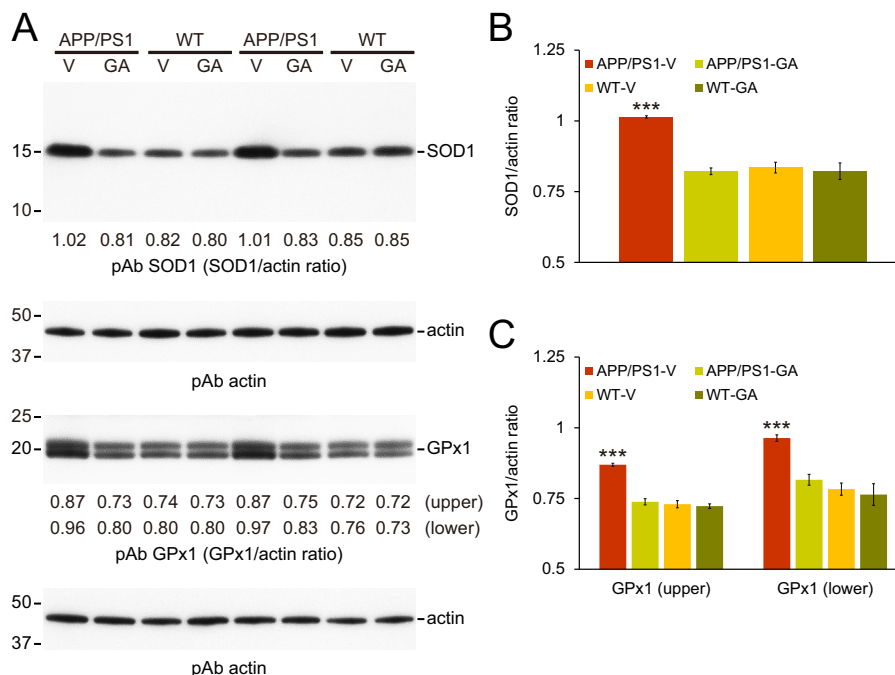 A
APP/PS1 WT APP/PS1 WT
V GA V GA V GA V GA
15 SOD1
10
1.02 0.81 0.82 0.80 1.01 0.83 0.85 0.85
pAb SOD1 (SOD1/actin ratio)
50
actin
37
pAb actin
25
20 GPx1
0.87 0.73 0.74 0.73 0.87 0.75 0.72 0.72 (upper)
0.96 0.80 0.80 0.80 0.97 0.83 0.76 0.73 (lower)
pAb GPx1 (GPx1/actin ratio)
50
actin
37
pAb actin
B
SOD1/actin ratio
1.25
1
0.75
0.5
APP/PS1-V APP/PS1-GA
WT-V WT-GA
***
C
GPx1/actin ratio
1.25
1
0.75
0.5
APP/PS1-V APP/PS1-GA
WT-V WT-GA
*** ***
GPx1 (upper) GPx1 (lower)